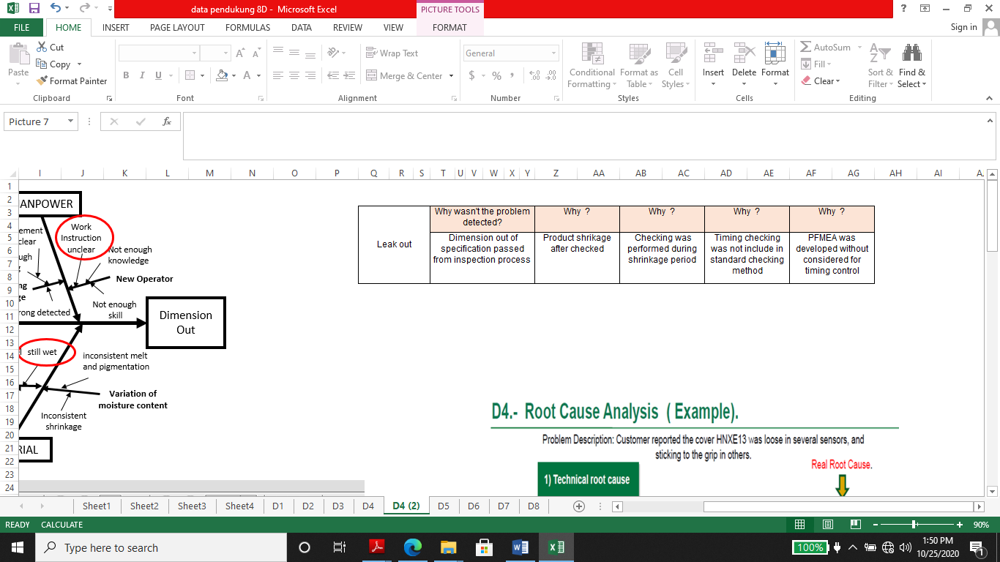 data pendukung 8D - Microsoft Excel
PICTURE TOOLS
?
FILE
HOME
INSERT
PAGE LAYOUT
FORMULAS
DATA
REVIEW
VIEW
FORMAT
Sign in
Paste
Cut
Copy
Format Painter
Clipboard
B I U
A
A
A
Font
Wrap Text
Merge & Center
Alignment
General
$ % ,
Number
Conditional
Formatting
Format as
Table
Cell
Styles
Styles
Insert
Delete
Format
Cells
AutoSum
Fill
Clear
Sort &
Filter
Find &
Select
Editing
Picture 7
fx
I J K L M N O P Q R S T U V W X Y Z AA AB AC AD AE AF AG AH AI
1
2
3
4
5
6
7
8
9
10
11
12
13
14
15
16
17
18
19
20
21
22
23
24
ANPOWER
Work
Instruction
unclear
Not enough
knowledge
New Operator
Not enough
skill
rong detected
Dimension
Out
still wet
inconsistent melt
and pigmentation
Variation of
moisture content
Inconsistent
shrinkage
RIAL
Leak out
Why wasn't the problem
detected?
Why ?
Why ?
Why ?
Why ?
Dimension out of
specification passed
from inspection process
Product shrikage
after checked
Checking was
performed during
shrinkage period
Timing checking
was not include in
standard checking
method
PFMEA was
developed without
considered for
timing control
D4.- Root Cause Analysis ( Example).
Problem Description: Customer reported the cover HNXE13 was loose in several sensors, and
sticking to the grip in others.
Real Root Cause.
1) Technical root cause
Sheet1
Sheet2
Sheet3
Sheet4
D1
D2
D3
D4
D4 (2)
D5
D6
D7
D8
READY
CALCULATE
90%
Type here to search
100%
1:50 PM
10/25/2020
1